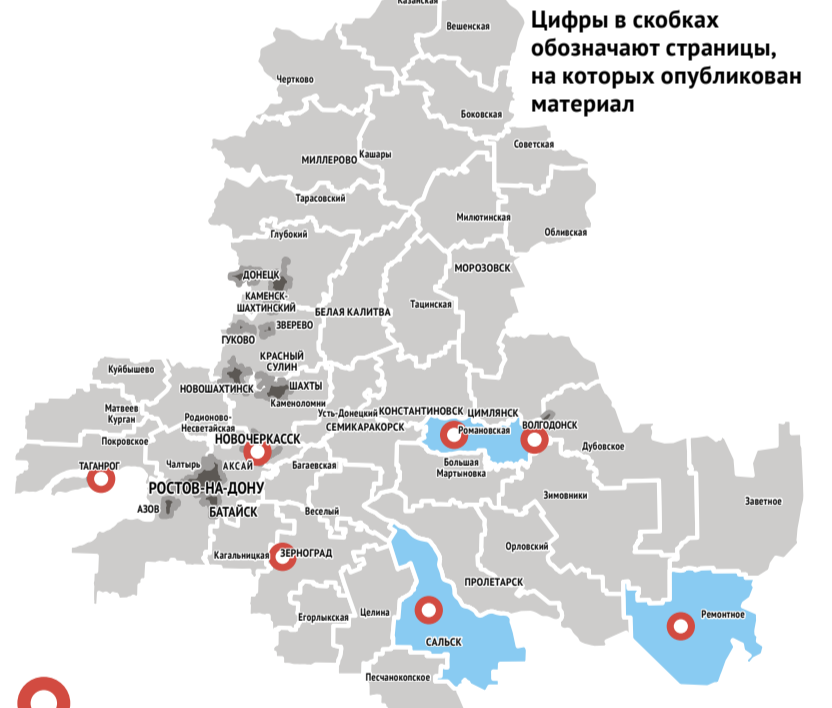 Казанская
Вешенская
Цифры в скобках
обозначают страницы,
на которых опубликован
материал
Чертково
Боковская
Советская
МИЛЛЕРОВО
Кашары
Тарасовский
Милютинская
Обливская
Глубокий
МОРОЗОВСК
ДОНЕЦК
КАМЕНСК-
ШАХТИНСКИЙ
Тацинская
БЕЛАЯ КАЛИТВА
ЗВЕРЕВО
ГУКОВО
КРАСНЫЙ
СУЛИН
Куйбышево
НОВОШАХТИНСК
ШАХТЫ
Каменоломни
Матвеев
Курган
Родионово-
Несветайская
Усть-Донецкий
КОНСТАНТИНОВСК
ЦИМЛЯНСК
СЕМИКАРАКОРСК
Романовская
ВОЛГОДОНСК
Покровское
НОВОЧЕРКАССК
Дубовское
ТАГАНРОГ
Чалтырь
АКСАЙ
Багаевская
Большая
Мартыновка
РОСТОВ-НА-ДОНУ
Зимовники
Заветное
АЗОВ
БАТАЙСК
Веселый
Кагальницкая
ЗЕРНОГРАД
Орловский
ПРОЛЕТАРСК
Егорлыкская
Целина
Ремонтное
САЛЬСК
Песчанокопское